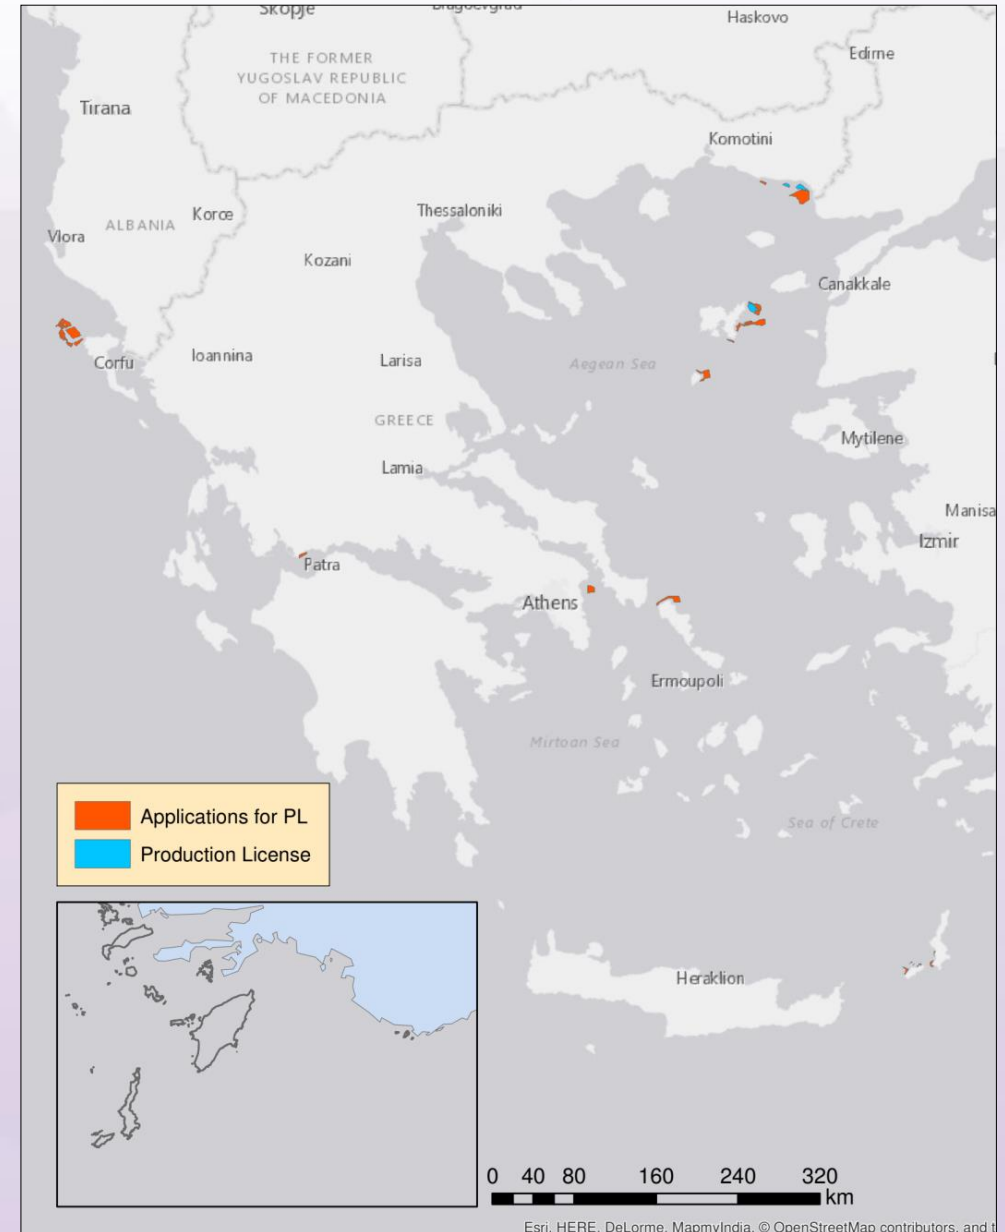 Skopje
Haskovo
Edirne
THE FORMER
YUGOSLAV REPUBLIC
OF MACEDONIA
Tirana
Komotini
Korce
ALBANIA
Thessaloniki
Vlora
Kozani
Canakkale
Ioannina
Larisa
Corfu
Aegean Sea
GREECE
Mytilene
Lamia
Manisa
Izmir
Patra
Athens
Ermoupoli
Mirtoan Sea
Applications for PL
Sea of Crete
Production License
Heraklion
0 40 80 160 240 320
km
Esri, HERE, DeLorme, MapmyIndia, © OpenStreetMap contributors, and t